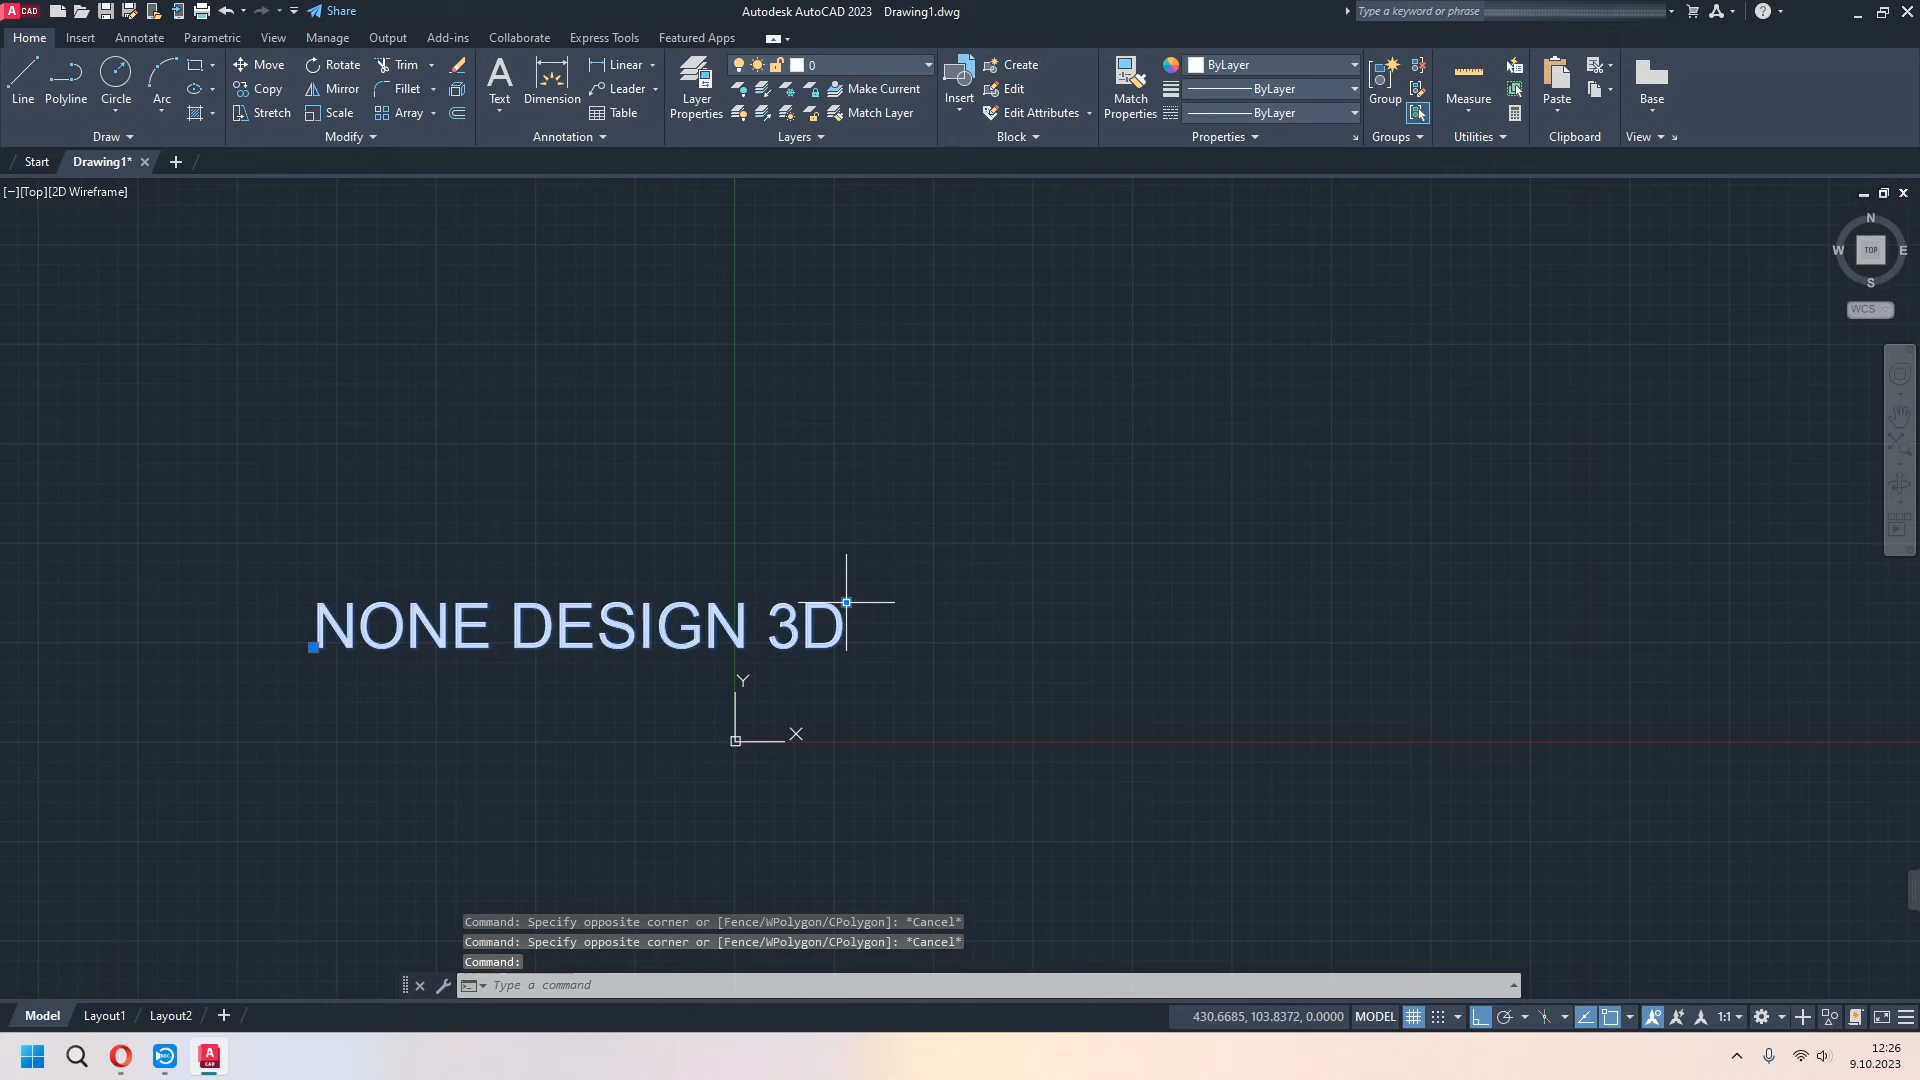 A CAD Share Autodesk AutoCAD 2023 Drawing1.dwg Type a keyword or phrase
Home Insert Annotate Parametric View Manage Output Add-ins Collaborate Express Tools Featured Apps
Line Polyline Circle Arc
Draw
Move Rotate Trim
Copy Mirror Fillet
Stretch Scale Array
Modify
A Text Dimension
Linear
Leader
Table
Annotation
Layer Properties
0
Make Current
Match Layer
Layers
Insert
Create
Edit
Edit Attributes
Block
Match Properties
ByLayer
ByLayer
ByLayer
Properties
Group
Groups
Measure
Utilities
Paste
Clipboard
Base
View
Start Drawing1*
[−][Top][2D Wireframe]
N
W TOP E
S
WCS
NONE DESIGN 3D
Y
X
Command: Specify opposite corner or [Fence/WPolygon/CPolygon]: *Cancel*
Command: Specify opposite corner or [Fence/WPolygon/CPolygon]: *Cancel*
Command:
Type a command
Model Layout1 Layout2 430.6685, 103.8372, 0.0000 MODEL 1:1
A CAD 12:26
9.10.2023